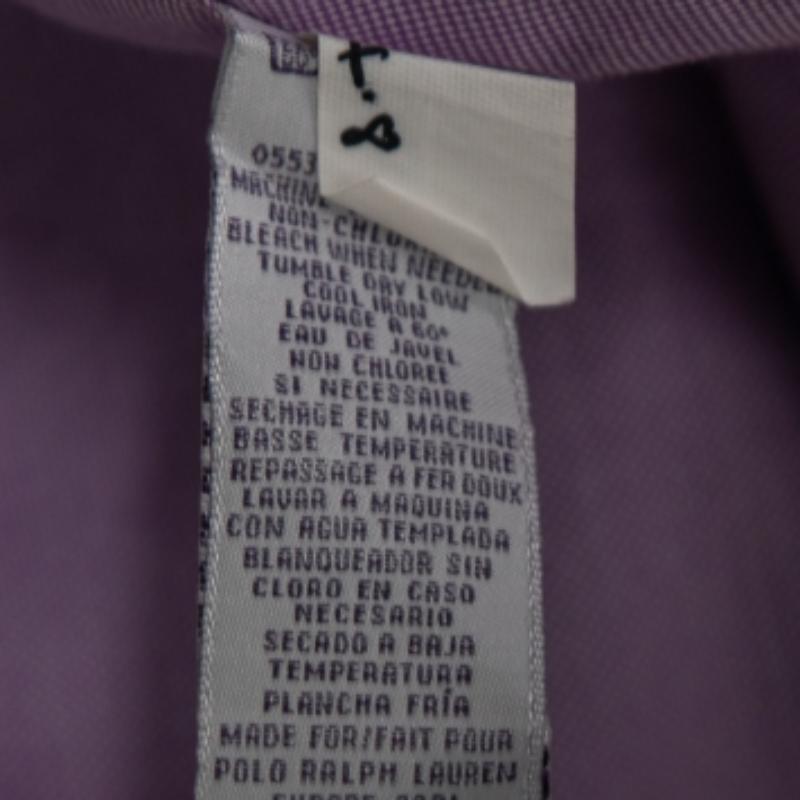 0553
MACHINE
NON-CHLORINE
BLEACH WHEN NEEDED
TUMBLE DRY LOW
COOL IRON
LAVAGE A 60°
EAU DE JAVEL
NON CHLOREE
SI NECESSAIRE
SECHAGE EN MACHINE
BASSE TEMPERATURE
REPASSAGE A FER DOUX
LAVAR A MAQUINA
CON AGUA TEMPLADA
BLANQUEADOR SIN
CLORO EN CASO
NECESARIO
SECADO A BAJA
TEMPERATURA
PLANCHA FRÍA
MADE FOR/FAIT POUR
POLO RALPH LAUREN